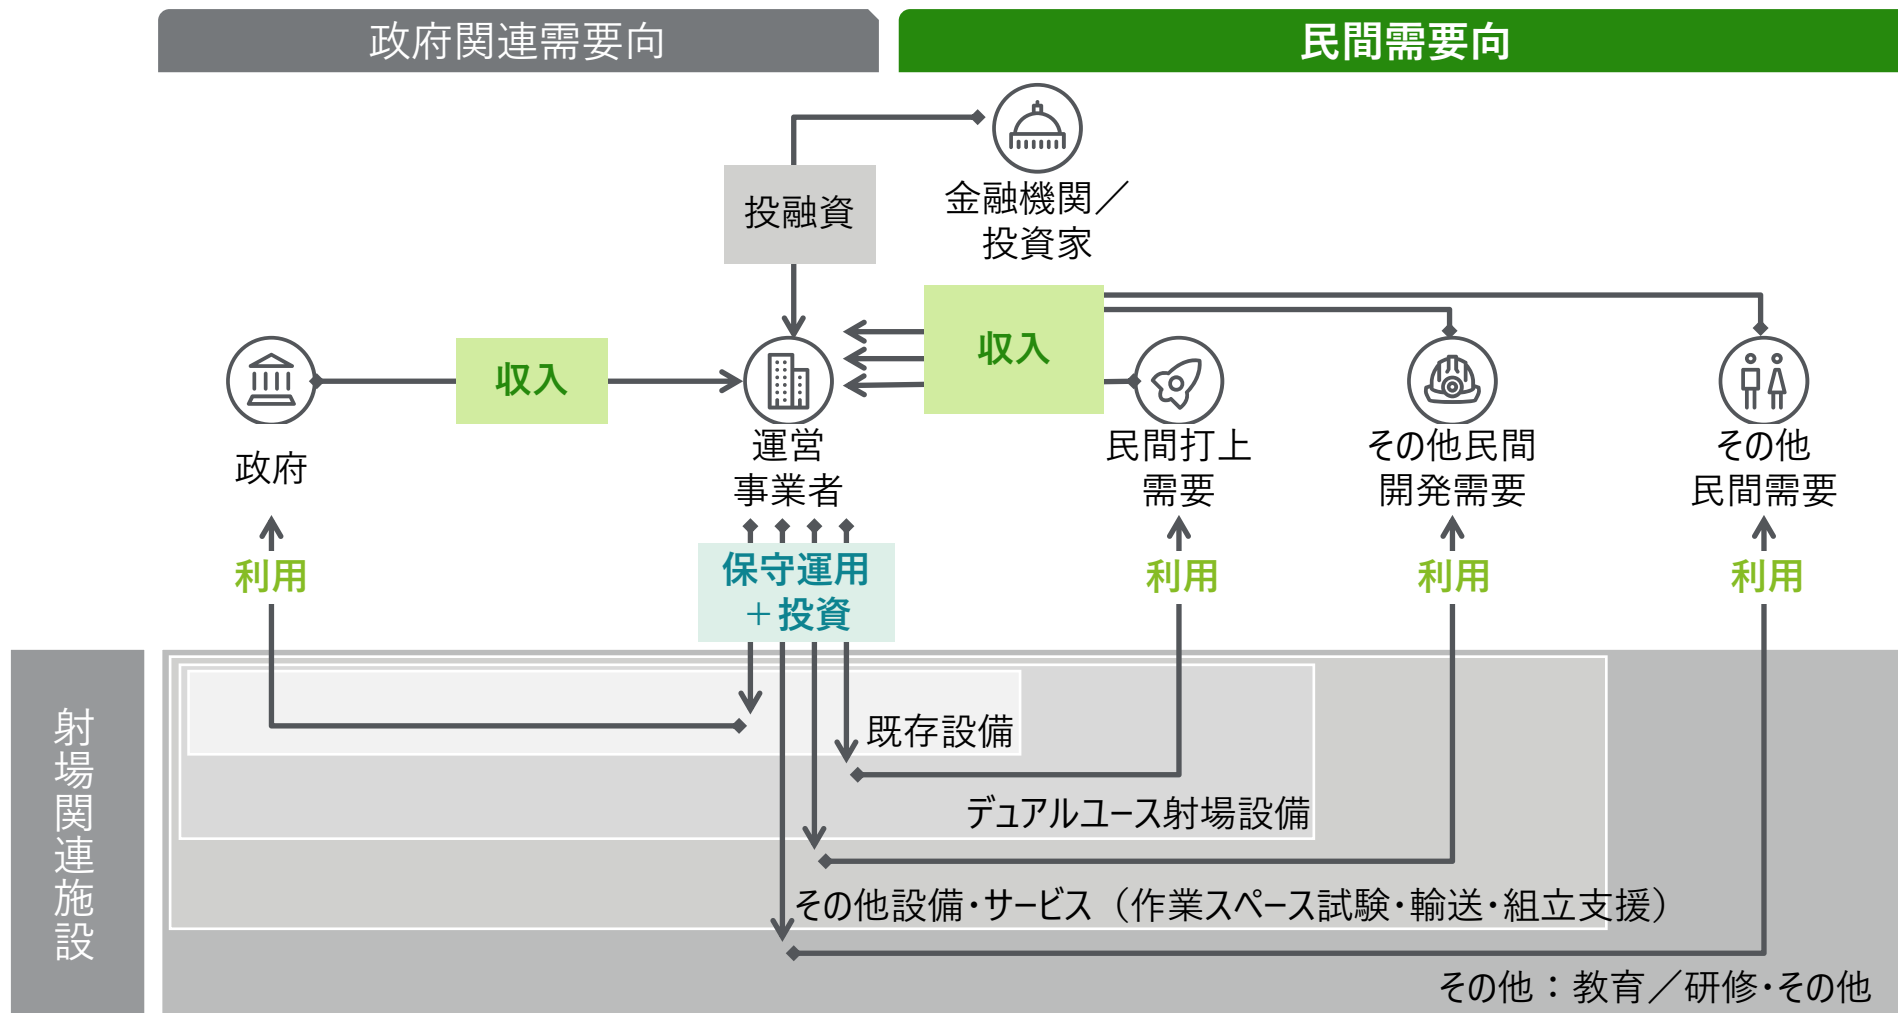 政府関連需要向
民間需要向
投融資
金融機関／
投資家
収入
収入
政府
運営
事業者
民間打上
需要
その他民間
開発需要
その他
民間需要
利用
保守運用
＋投資
利用
利用
利用
射場関連施設
既存設備
デュアルユース射場設備
その他設備・サービス（作業スペース試験・輸送・組立支援）
その他：教育／研修・その他